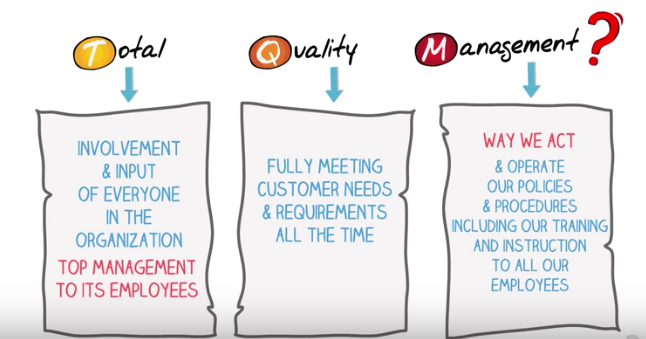 Total
INVOLVEMENT
& INPUT
OF EVERYONE
IN THE
ORGANIZATION
TOP MANAGEMENT
TO ITS EMPLOYEES
Quality
FULLY MEETING
CUSTOMER NEEDS
& REQUIREMENTS
ALL THE TIME
Management ?
WAY WE ACT
& OPERATE
OUR POLICIES
& PROCEDURES
INCLUDING OUR TRAINING
AND INSTRUCTION
TO ALL OUR
EMPLOYEES